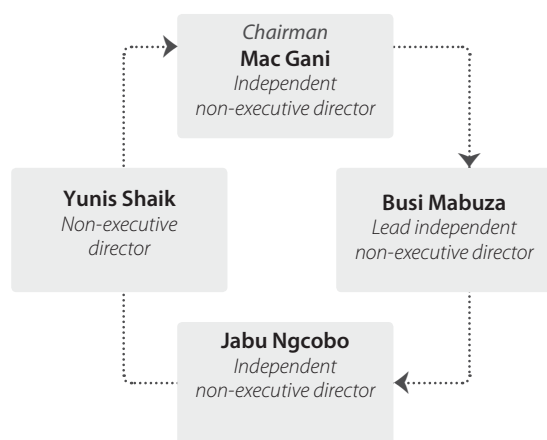 Chairman
Mac Gani
Independent
non-executive director
Yunis Shaik
Non-executive
director
Busi Mabuza
Lead independent
non-executive director
Jabu Ngcobo
Independent
non-executive director